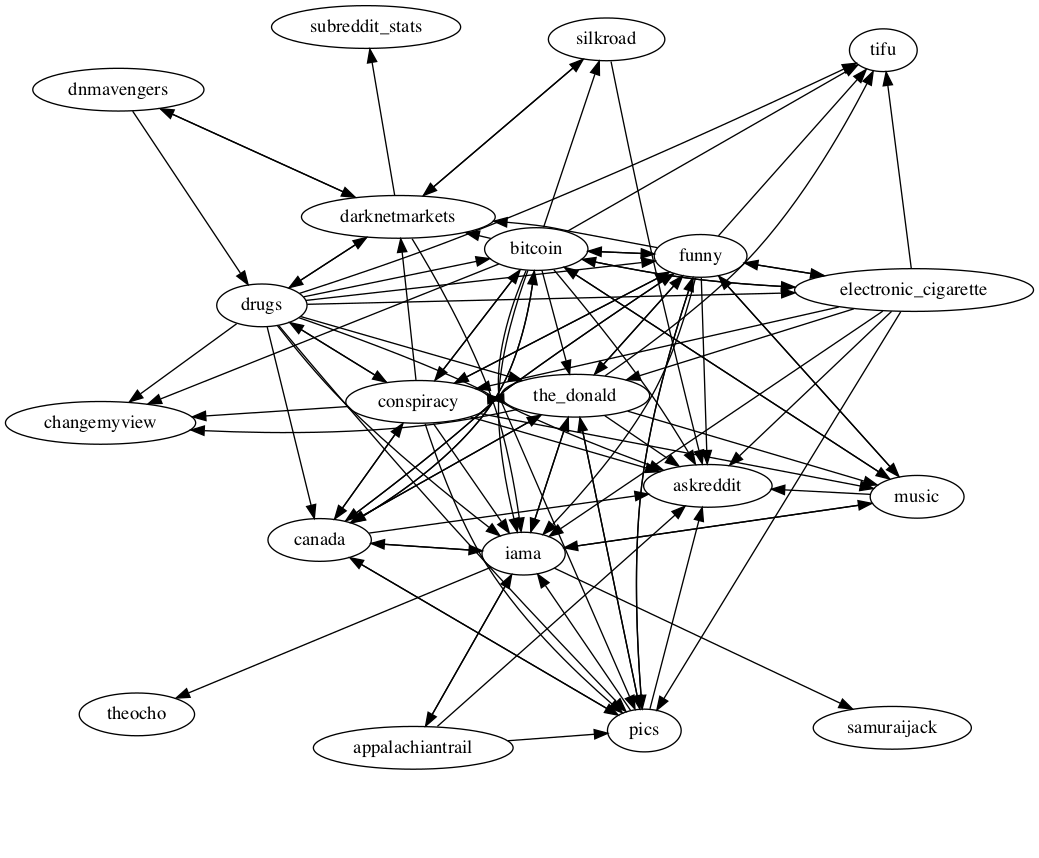 subreddit_stats
silkroad
tifu
dnmavengers
darknetmarkets
bitcoin
funny
electronic_cigarette
drugs
conspiracy
the_donald
changemyview
askreddit
music
canada
iama
theocho
appalachiantrail
pics
samuraijack